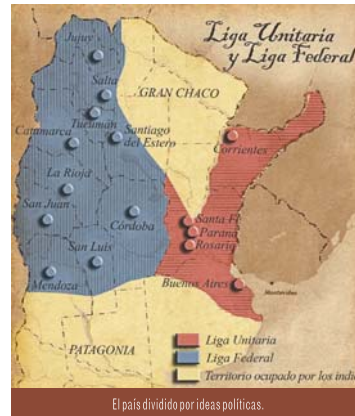 Liga Unitaria
y Liga Federal
Jujuy
Salta
GRAN CHACO
Tucumán
Catamarca
Santiago
del Estero
Corrientes
La Rioja
San Juan
Córdoba
Santa Fé
Paraná
Rosario
San Luis
Mendoza
Buenos Aires
Montevideo
PATAGONIA
Liga Unitaria
Liga Federal
Territorio ocupado por los indi
El país dividido por ideas políticas.